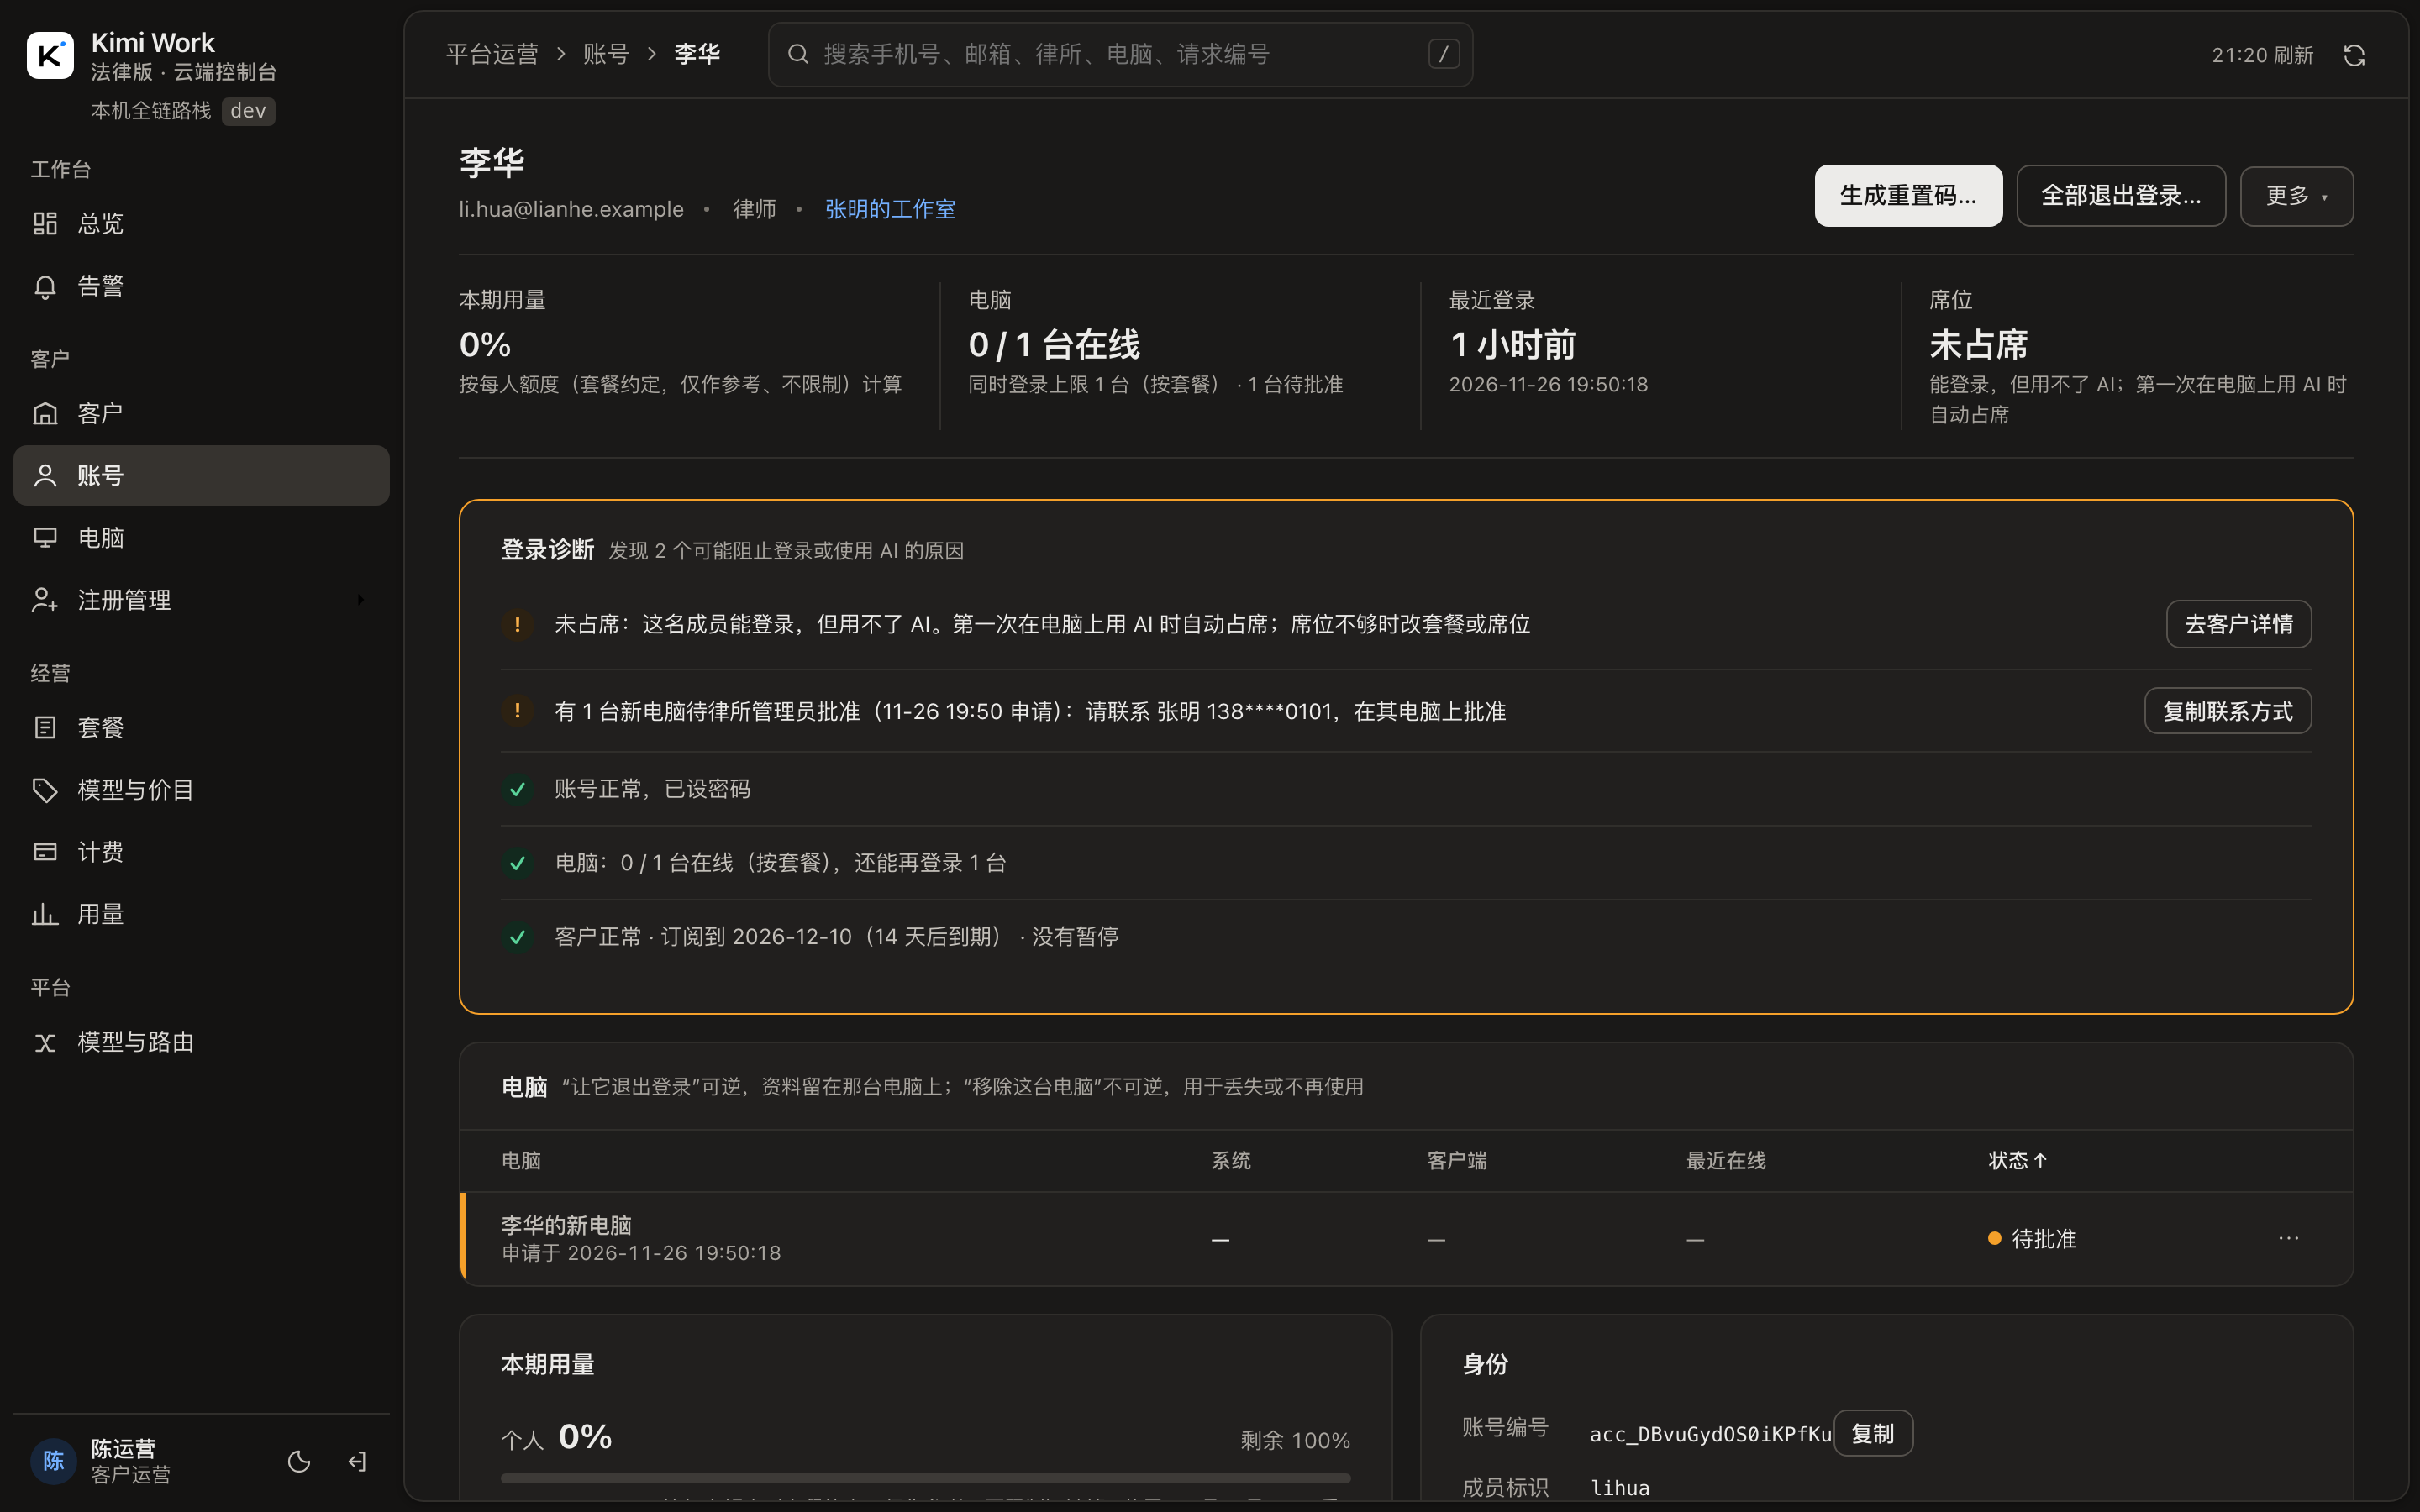 Kimi Work
法律版 · 云端控制台
本机全链路栈 dev
工作台
总览
告警
客户
客户
账号
电脑
注册管理
经营
套餐
模型与价目
计费
用量
平台
模型与路由
陈
陈运营
客户运营
平台运营 > 账号 > 李华
搜索手机号、邮箱、律所、电脑、请求编号 /
21:20 刷新
李华
li.hua@lianhe.example • 律师 • 张明的工作室
生成重置码...
全部退出登录...
更多
本期用量
0%
按每人额度（套餐约定，仅作参考、不限制）计算
电脑
0 / 1 台在线
同时登录上限 1 台（按套餐） · 1 台待批准
最近登录
1 小时前
2026-11-26 19:50:18
席位
未占席
能登录，但用不了 AI；第一次在电脑上用 AI 时
自动占席
登录诊断 发现 2 个可能阻止登录或使用 AI 的原因
! 未占席：这名成员能登录，但用不了 AI。第一次在电脑上用 AI 时自动占席；席位不够时改套餐或席位
去客户详情
! 有 1 台新电脑待律所管理员批准（11-26 19:50 申请）：请联系 张明 138****0101，在其电脑上批准
复制联系方式
账号正常，已设密码
电脑：0 / 1 台在线（按套餐），还能再登录 1 台
客户正常 · 订阅到 2026-12-10（14 天后到期） · 没有暂停
电脑 “让它退出登录”可逆，资料留在那台电脑上；“移除这台电脑”不可逆，用于丢失或不再使用
电脑 系统 客户端 最近在线 状态 ↑
李华的新电脑
申请于 2026-11-26 19:50:18
— — — 待批准 ...
本期用量
个人 0% 剩余 100%
身份
账号编号 acc_DBvuGydOS0iKPfKu 复制
成员标识 lihua